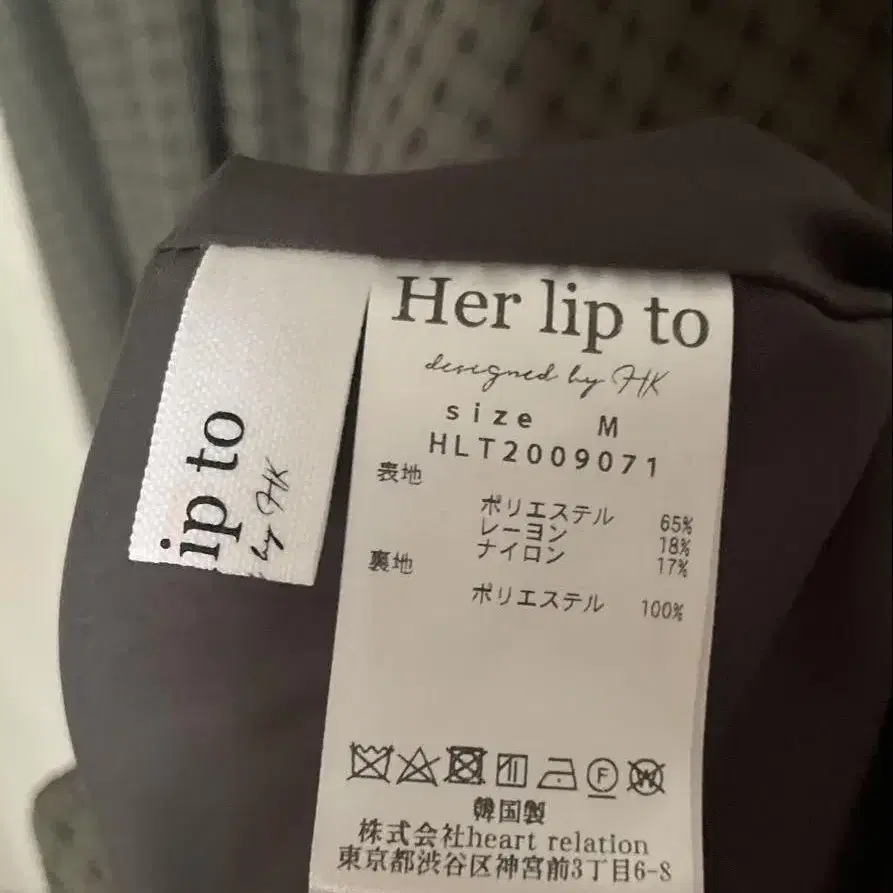 ip to
by HK
Her lip to
designed by HK
size M
HLT2009071
表地
ポリエステル 65%
レーヨン 18%
ナイロン 17%
裏地
ポリエステル 100%
F
W
韓国製
株式会社heart relation
東京都渋谷区神宮前3丁目6-8